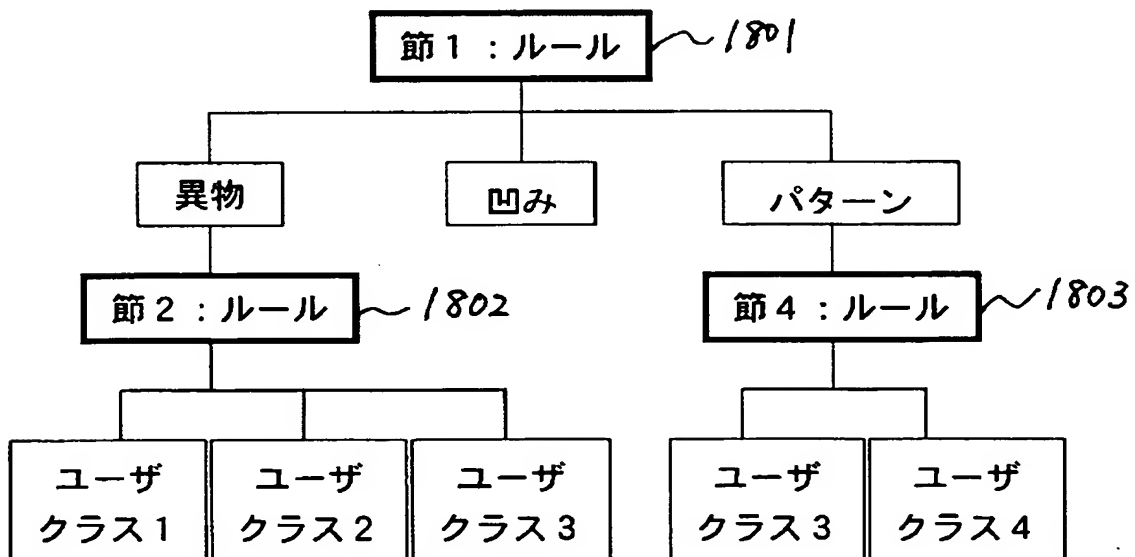 節1:ルール
1801
異物
凹み
パターン
節2:ルール
1802
節4:ルール
1803
ユーザ
クラス1
ユーザ
クラス2
ユーザ
クラス3
ユーザ
クラス3
ユーザ
クラス4